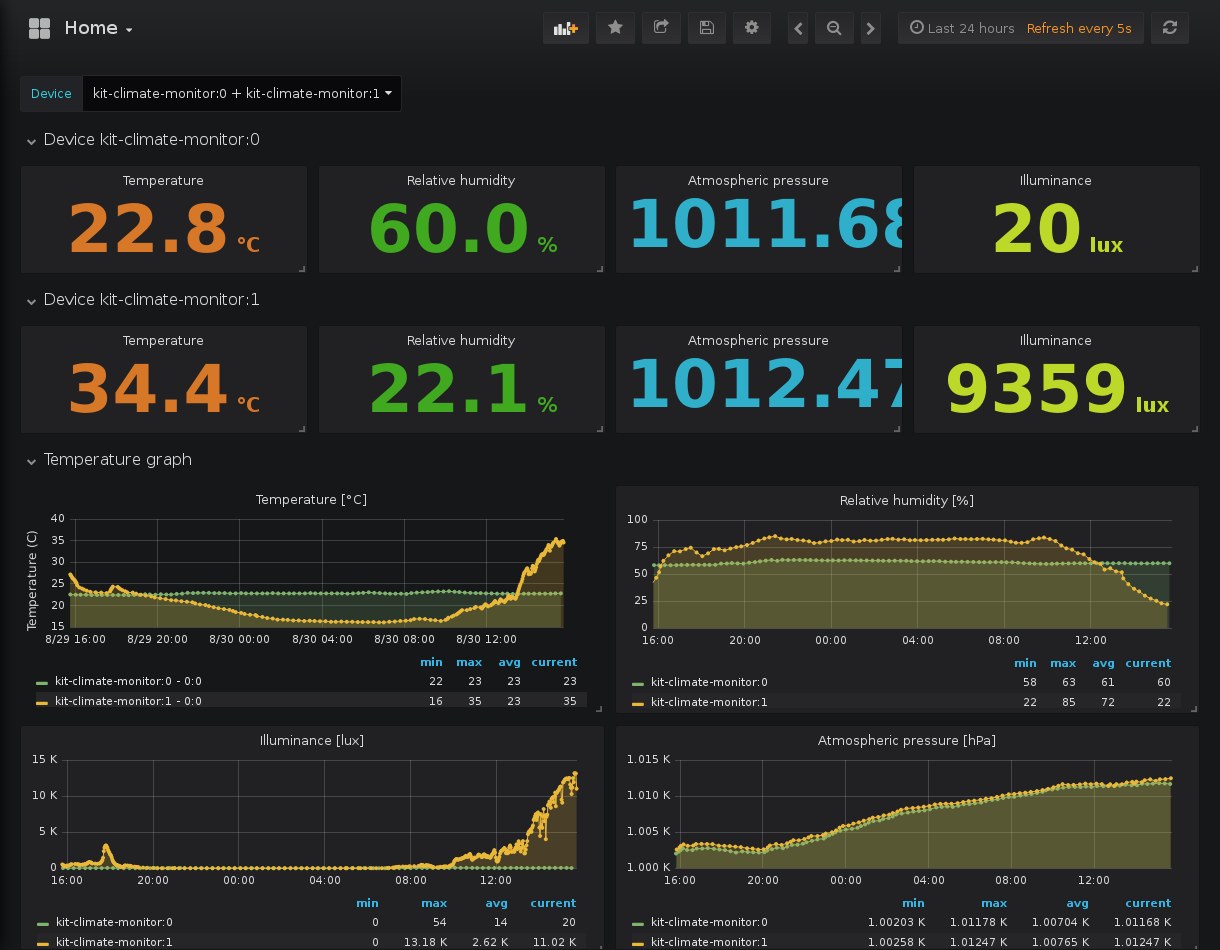 Home
Last 24 hours Refresh every 5s
Device kit-climate-monitor:0 + kit-climate-monitor:1
Device kit-climate-monitor:0
Temperature Relative humidity Atmospheric pressure Illuminance
22.8 °C 60.0 % 1011.68 20 lux
Device kit-climate-monitor:1
Temperature Relative humidity Atmospheric pressure Illuminance
34.4 °C 22.1 % 1012.47 9359 lux
Temperature graph
Temperature [°C]
Temperature (C)
40
35
30
25
20
15
8/29 16:00 8/29 20:00 8/30 00:00 8/30 04:00 8/30 08:00 8/30 12:00
min max avg current
kit-climate-monitor:0 - 0:0 22 23 23 23
kit-climate-monitor:1 - 0:0 16 35 23 35
Relative humidity [%]
100
75
50
25
0
16:00 20:00 00:00 04:00 08:00 12:00
min max avg current
kit-climate-monitor:0 58 63 61 60
kit-climate-monitor:1 22 85 72 22
Illuminance [lux]
15 K
10 K
5 K
0
16:00 20:00 00:00 04:00 08:00 12:00
min max avg current
kit-climate-monitor:0 0 54 14 20
kit-climate-monitor:1 0 13.18 K 2.62 K 11.02 K
Atmospheric pressure [hPa]
1.015 K
1.010 K
1.005 K
1.000 K
16:00 20:00 00:00 04:00 08:00 12:00
min max avg current
kit-climate-monitor:0 1.00203 K 1.01178 K 1.00704 K 1.01168 K
kit-climate-monitor:1 1.00258 K 1.01247 K 1.00765 K 1.01247 K